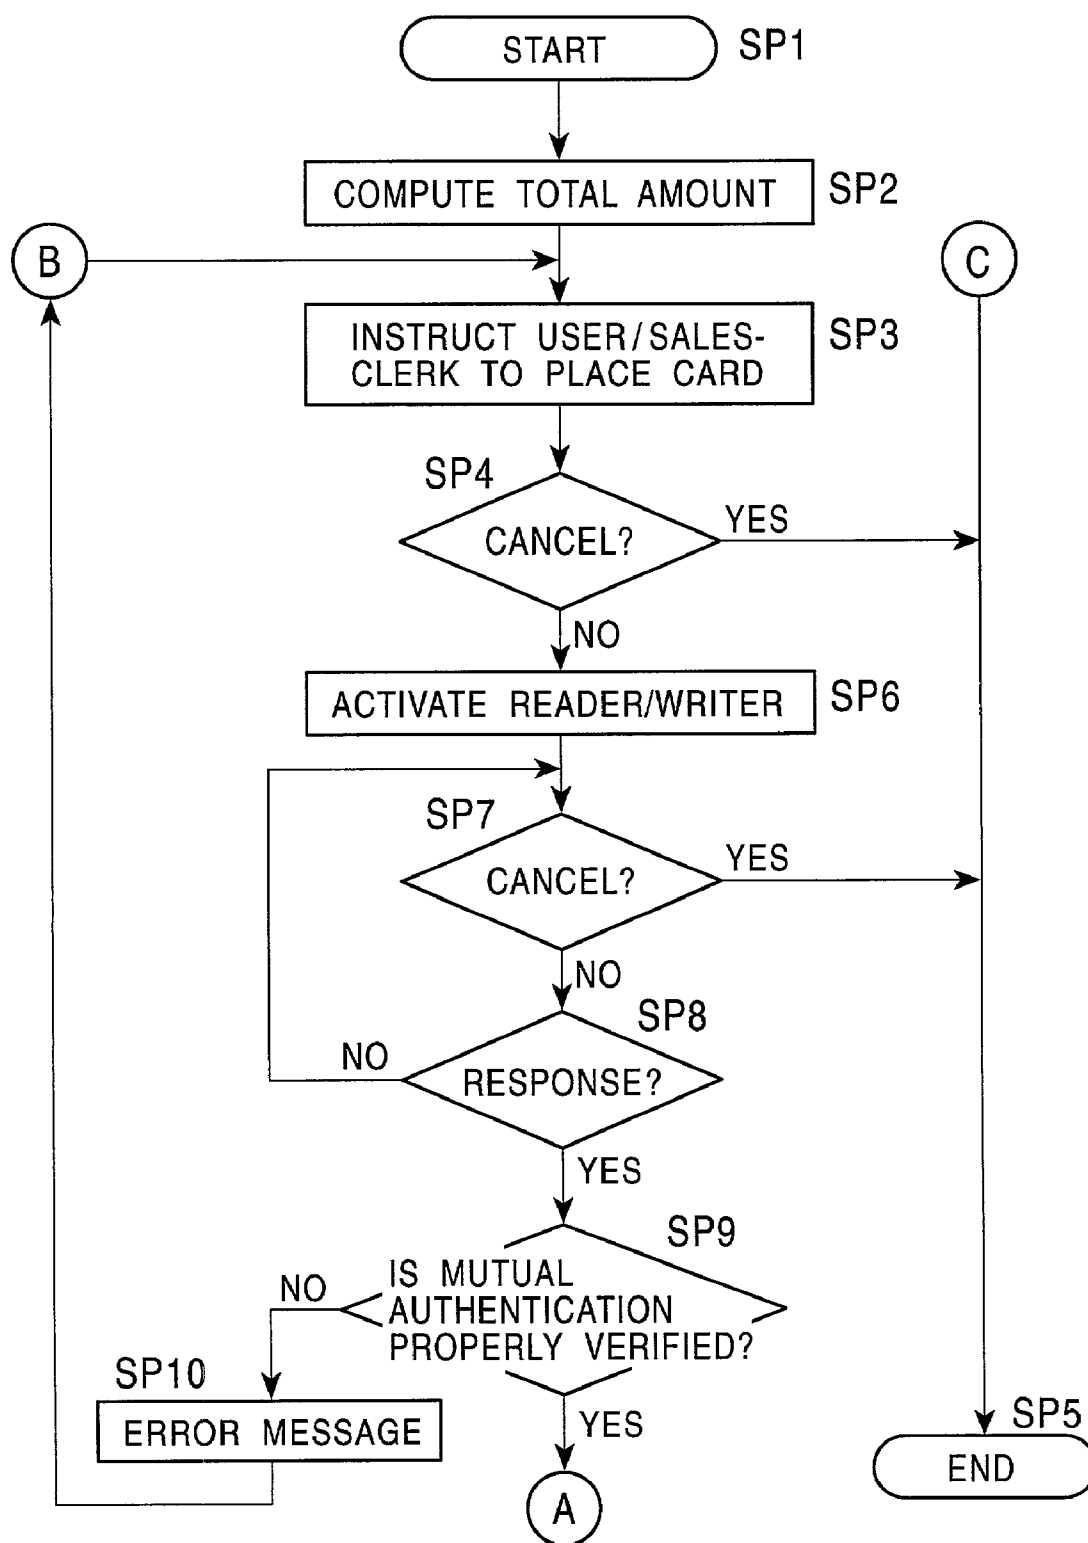 START
SP1
COMPUTE TOTAL AMOUNT
SP2
B
C
INSTRUCT USER/SALES-
CLERK TO PLACE CARD
SP3
SP4
CANCEL?
YES
NO
ACTIVATE READER/WRITER
SP6
SP7
CANCEL?
YES
NO
SP8
RESPONSE?
NO
YES
SP9
IS MUTUAL
AUTHENTICATION
PROPERLY VERIFIED?
NO
SP10
ERROR MESSAGE
YES
A
SP5
END